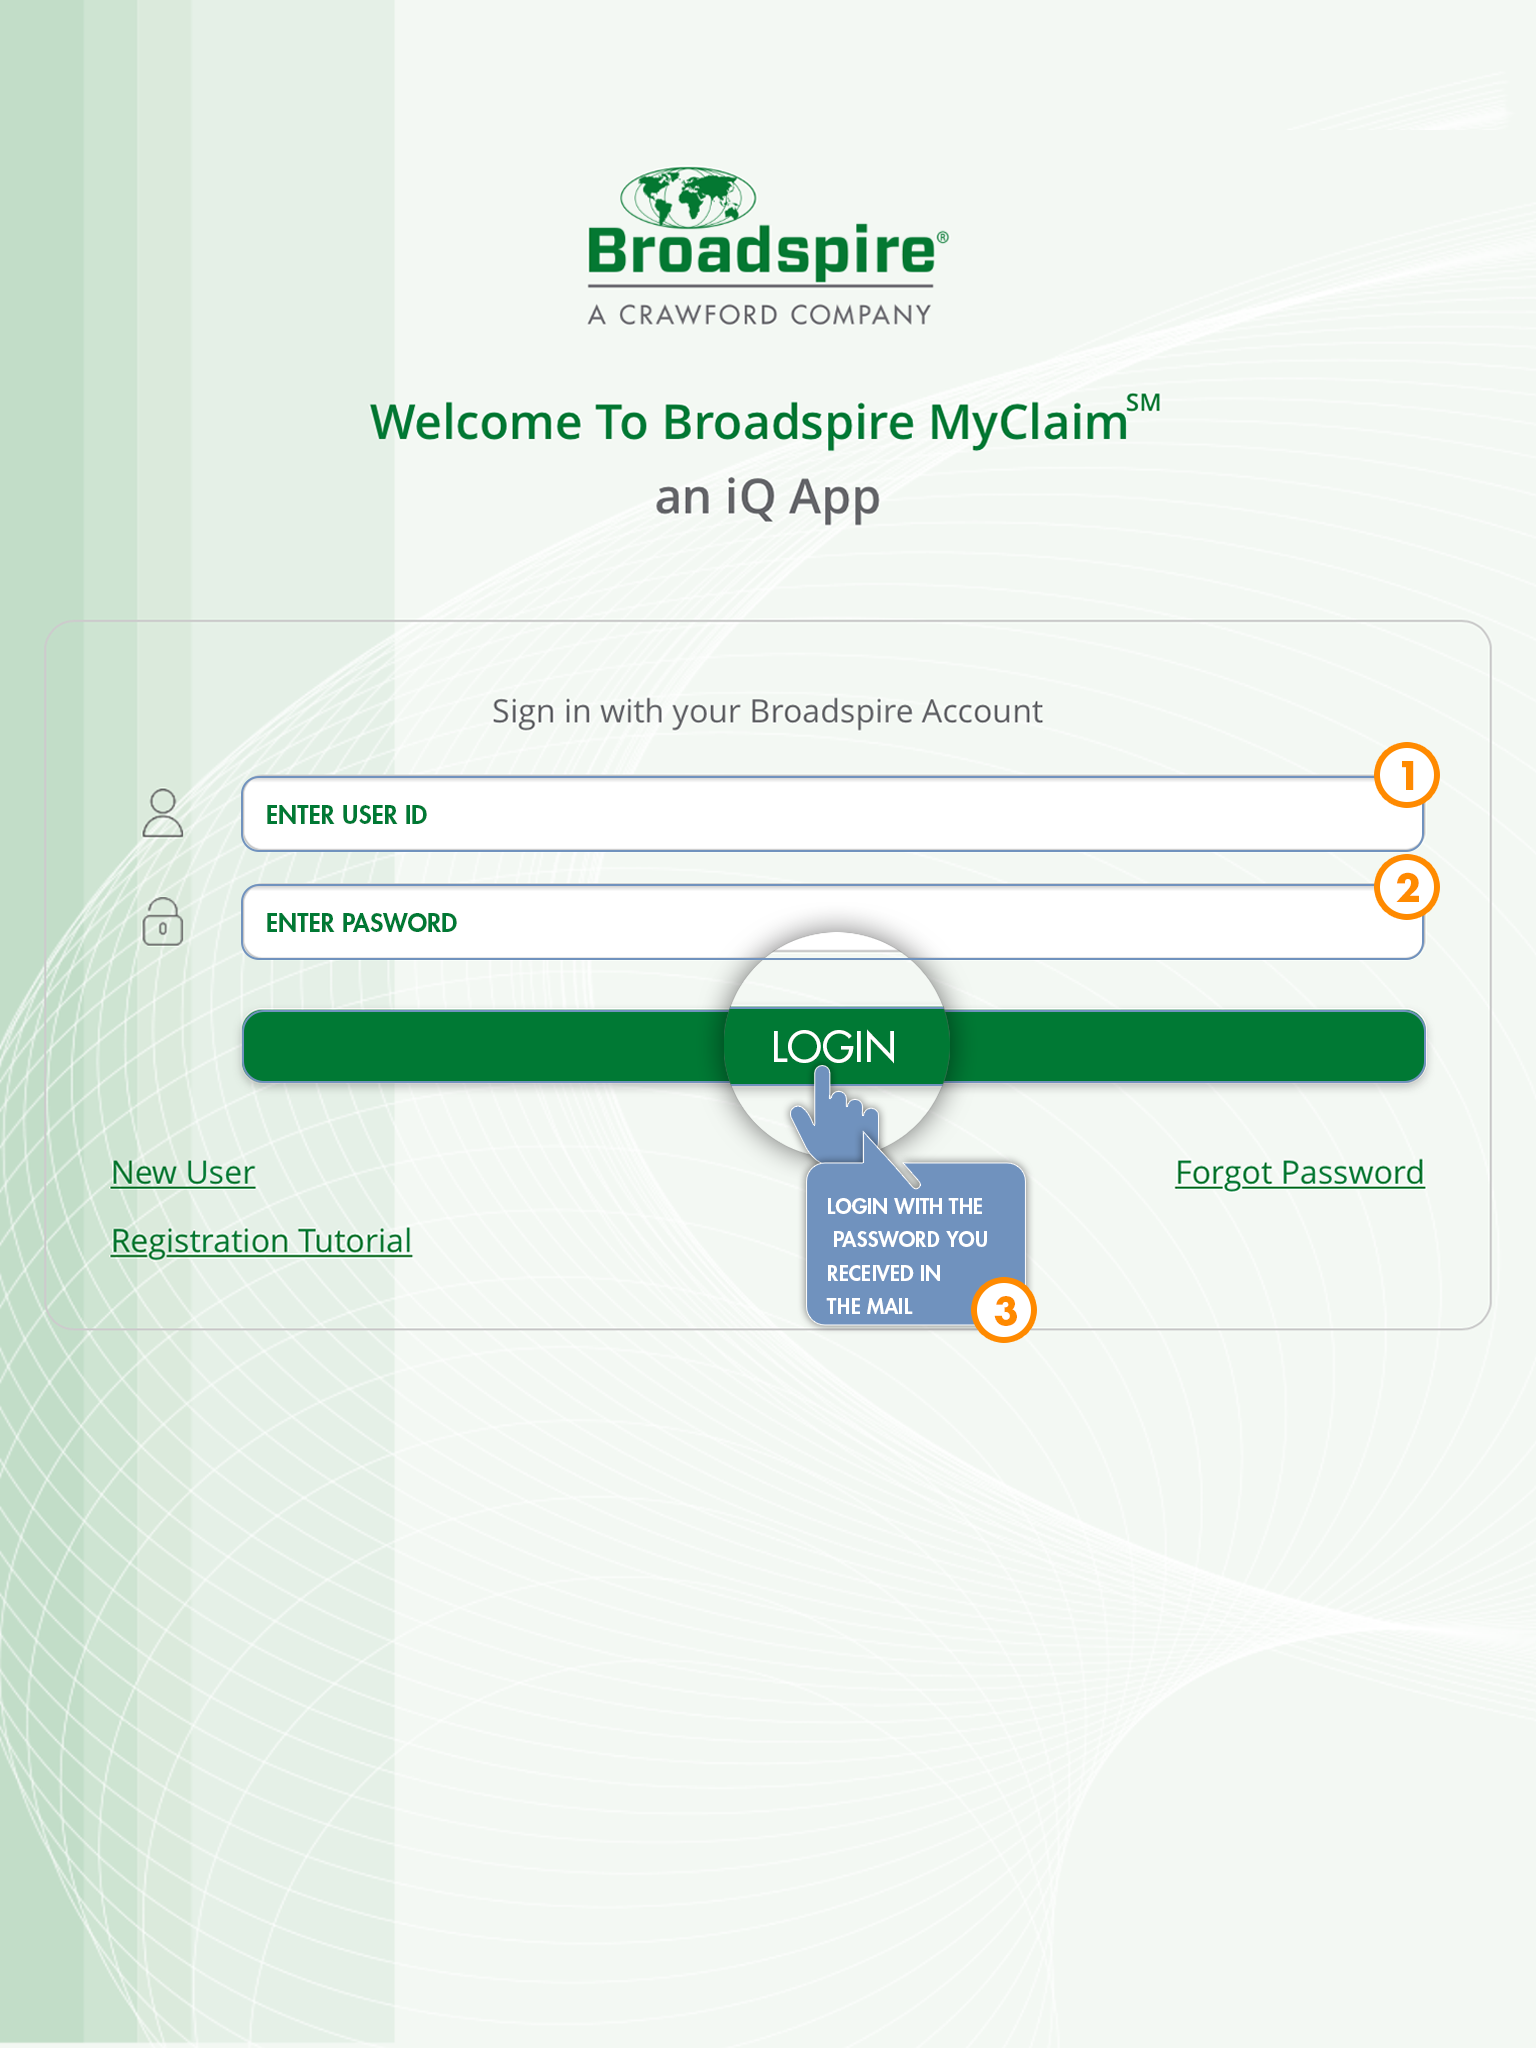 Broadspire®
A CRAWFORD COMPANY
Welcome To Broadspire MyClaim℠
an iQ App
Sign in with your Broadspire Account
1
ENTER USER ID
2
ENTER PASWORD
LOGIN
New User
Forgot Password
Registration Tutorial
LOGIN WITH THE
PASSWORD YOU
RECEIVED IN
THE MAIL
3